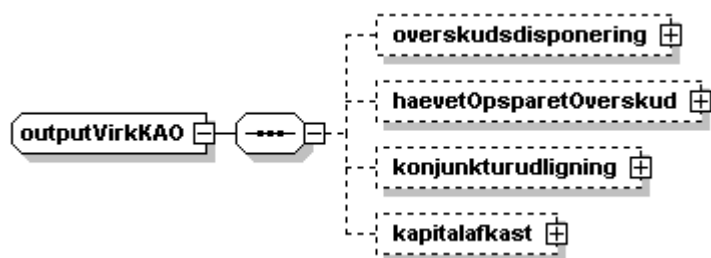 overskudsdisponering
haevetOpsparetOverskud
outputVirkKAO
konjunkturudligning
kapitalafkast